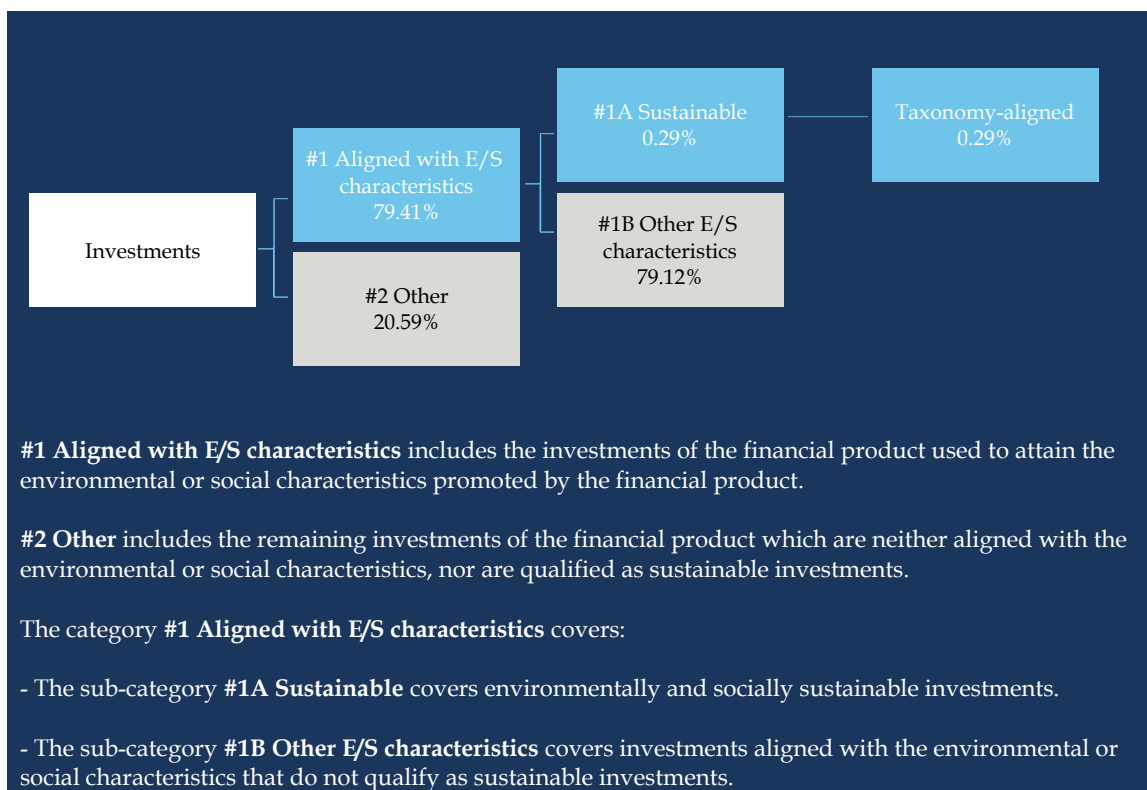 Investments
#1 Aligned with E/S
characteristics
79.41%
#2 Other
20.59%
#1A Sustainable
0.29%
#1B Other E/S
characteristics
79.12%
Taxonomy-aligned
0.29%
#1 Aligned with E/S characteristics includes the investments of the financial product used to attain the
environmental or social characteristics promoted by the financial product.
#2 Other includes the remaining investments of the financial product which are neither aligned with the
environmental or social characteristics, nor are qualified as sustainable investments.
The category #1 Aligned with E/S characteristics covers:
- The sub-category #1A Sustainable covers environmentally and socially sustainable investments.
- The sub-category #1B Other E/S characteristics covers investments aligned with the environmental or
social characteristics that do not qualify as sustainable investments.